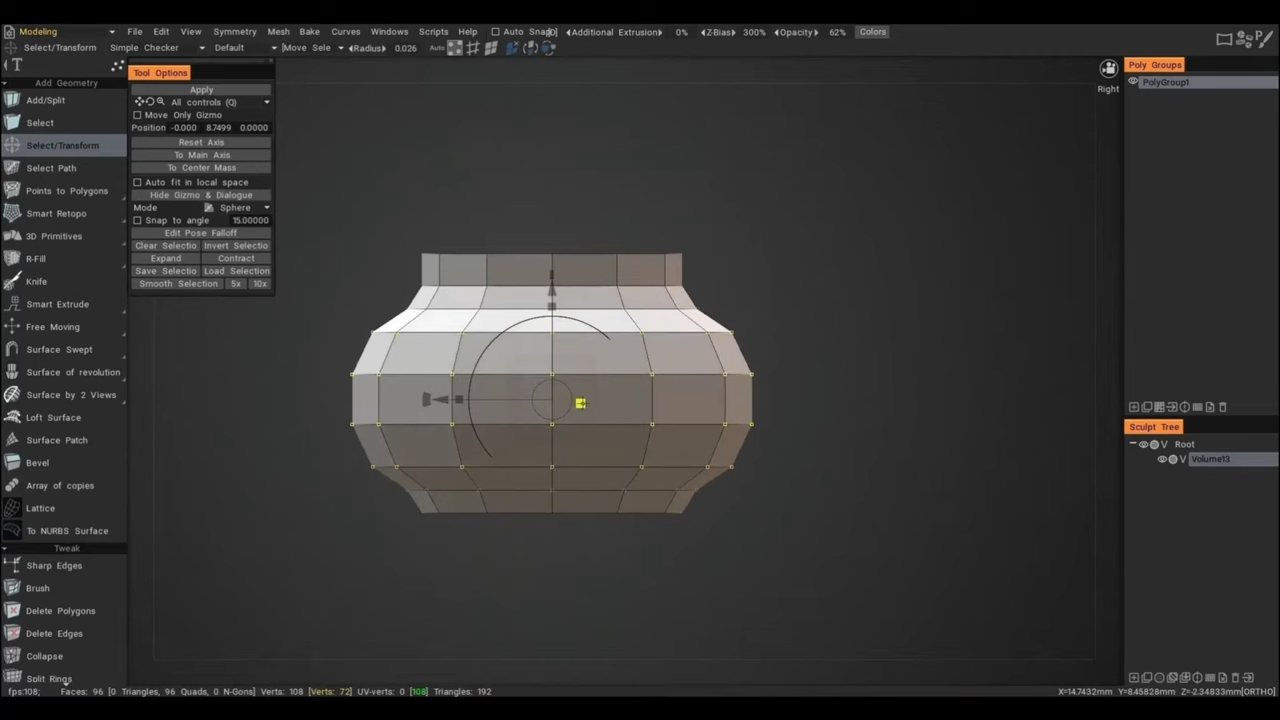 Modeling File Edit View Symmetry Mesh Bake Curves Windows Scripts Help Auto Snap[0] Additional Extrusion 0% Z-Bias 300% Opacity 62% Colors
Select/Transform Simple Checker Default [Move Sele Radius 0.026 Auto
T
Tool Options
Poly Groups
Add Geometry
Add/Split
Select
Select/Transform
Select Path
Points to Polygons
Smart Retopo
3D Primitives
R-Fill
Knife
Smart Extrude
Free Moving
Surface Swept
Surface of revolution
Surface by 2 Views
Loft Surface
Surface Patch
Bevel
Array of copies
Lattice
To NURBS Surface
Tweak
Sharp Edges
Brush
Delete Polygons
Delete Edges
Collapse
Split Rings
Apply
All controls (Q)
Move Only Gizmo
Position -0.000 8.7499 0.0000
Reset Axis
To Main Axis
To Center Mass
Auto fit in local space
Hide Gizmo & Dialogue
Mode Sphere
Snap to angle 15.00000
Edit Pose Falloff
Clear Selectio Invert Selectio
Expand Contract
Save Selectio Load Selection
Smooth Selection 5x 10x
Right
PolyGroup1
Sculpt Tree
V Root
V Volume13
fps:108; Faces: 96 [0 Triangles, 96 Quads, 0 N-Gons] Verts: 108 [Verts: 72] UV-verts: 0 [108] Triangles: 192
X=14.7432mm Y=8.45828mm Z=-2.34833mm[ORTHO]